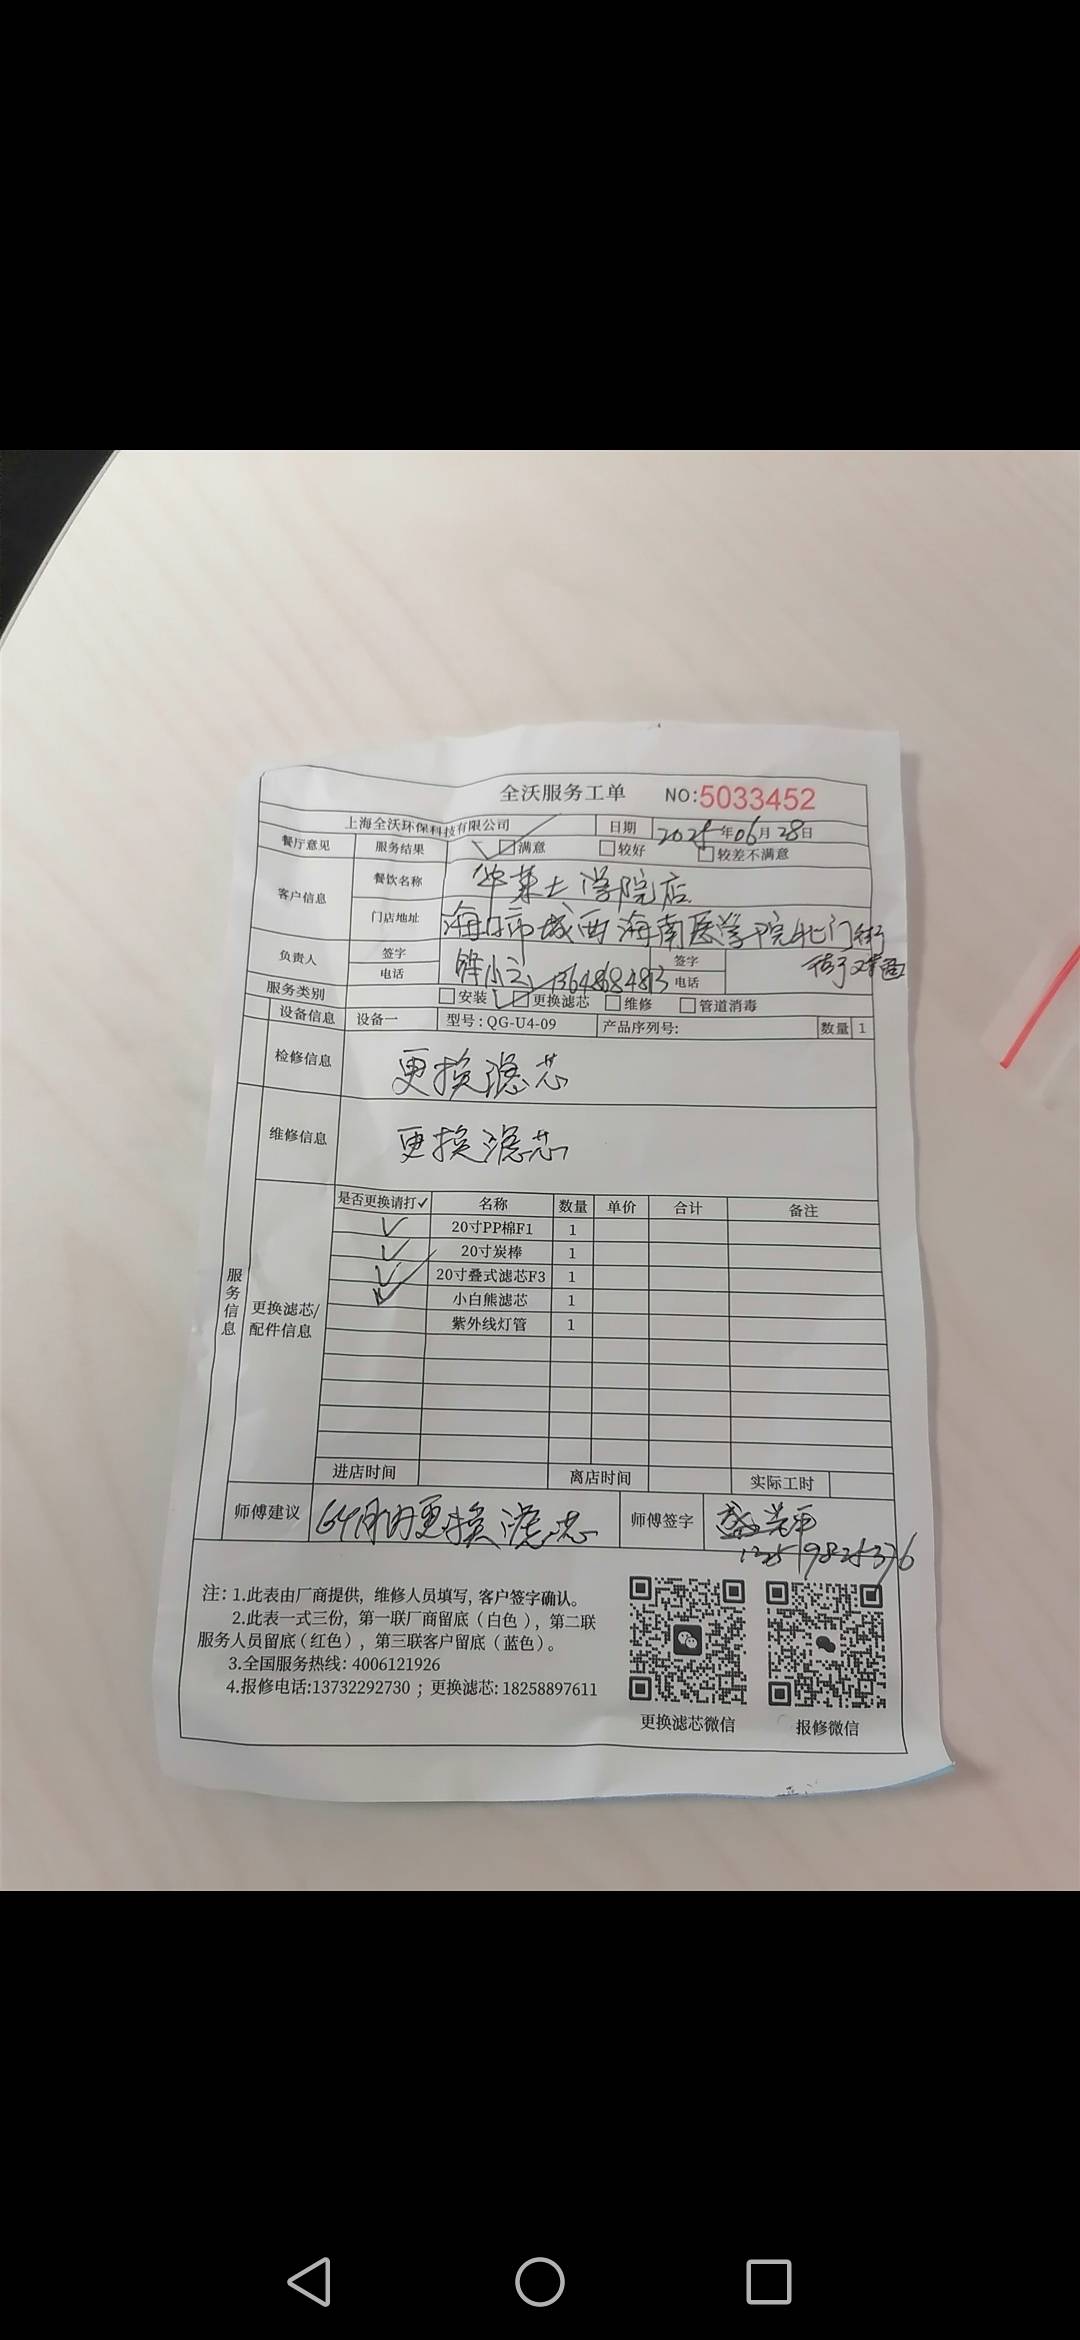 全沃服务工单 NO:5033452
上海全沃环保科技有限公司 日期 年06月28日
餐厅意见 服务结果 满意 较好 较差不满意
客户信息 餐饮名称 华莱士学院店
门店地址 海口市城西海南医学院北门街
负责人 签字 签字
电话 13648684813 电话
服务类别 安装 更换滤芯 维修 管道消毒
设备信息 设备一 型号:QG-U4-09 产品序列号: 数量 1
检修信息 更换滤芯
维修信息 更换滤芯
服务信息
更换滤芯/配件信息
是否更换请打✓ 名称 数量 单价 合计 备注
✓ 20寸PP棉F1 1
✓ 20寸炭棒 1
✓ 20寸叠式滤芯F3 1
✓ 小白熊滤芯 1
紫外线灯管 1
进店时间 离店时间 实际工时
师傅建议 6个月内更换滤芯 师傅签字
注: 1.此表由厂商提供, 维修人员填写, 客户签字确认。
2.此表一式三份, 第一联厂商留底(白色), 第二联
服务人员留底(红色), 第三联客户留底(蓝色)。
3.全国服务热线: 4006121926
4.报修电话:13732292730 ; 更换滤芯: 18258897611
更换滤芯微信 报修微信